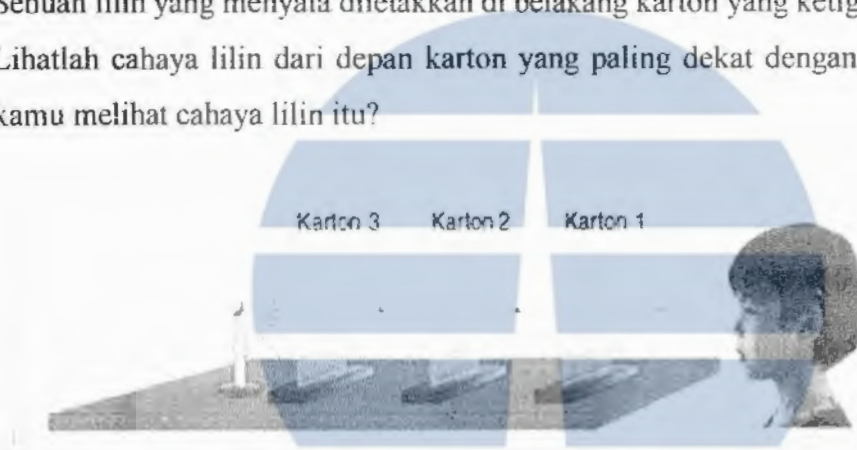 Sebuah lilin yang menyala diletakkan di belakang karton yang ketig
Lihatlah cahaya lilin dari depan karton yang paling dekat dengan
kamu melihat cahaya lilin itu?
Karton 3 Karton 2 Karton 1